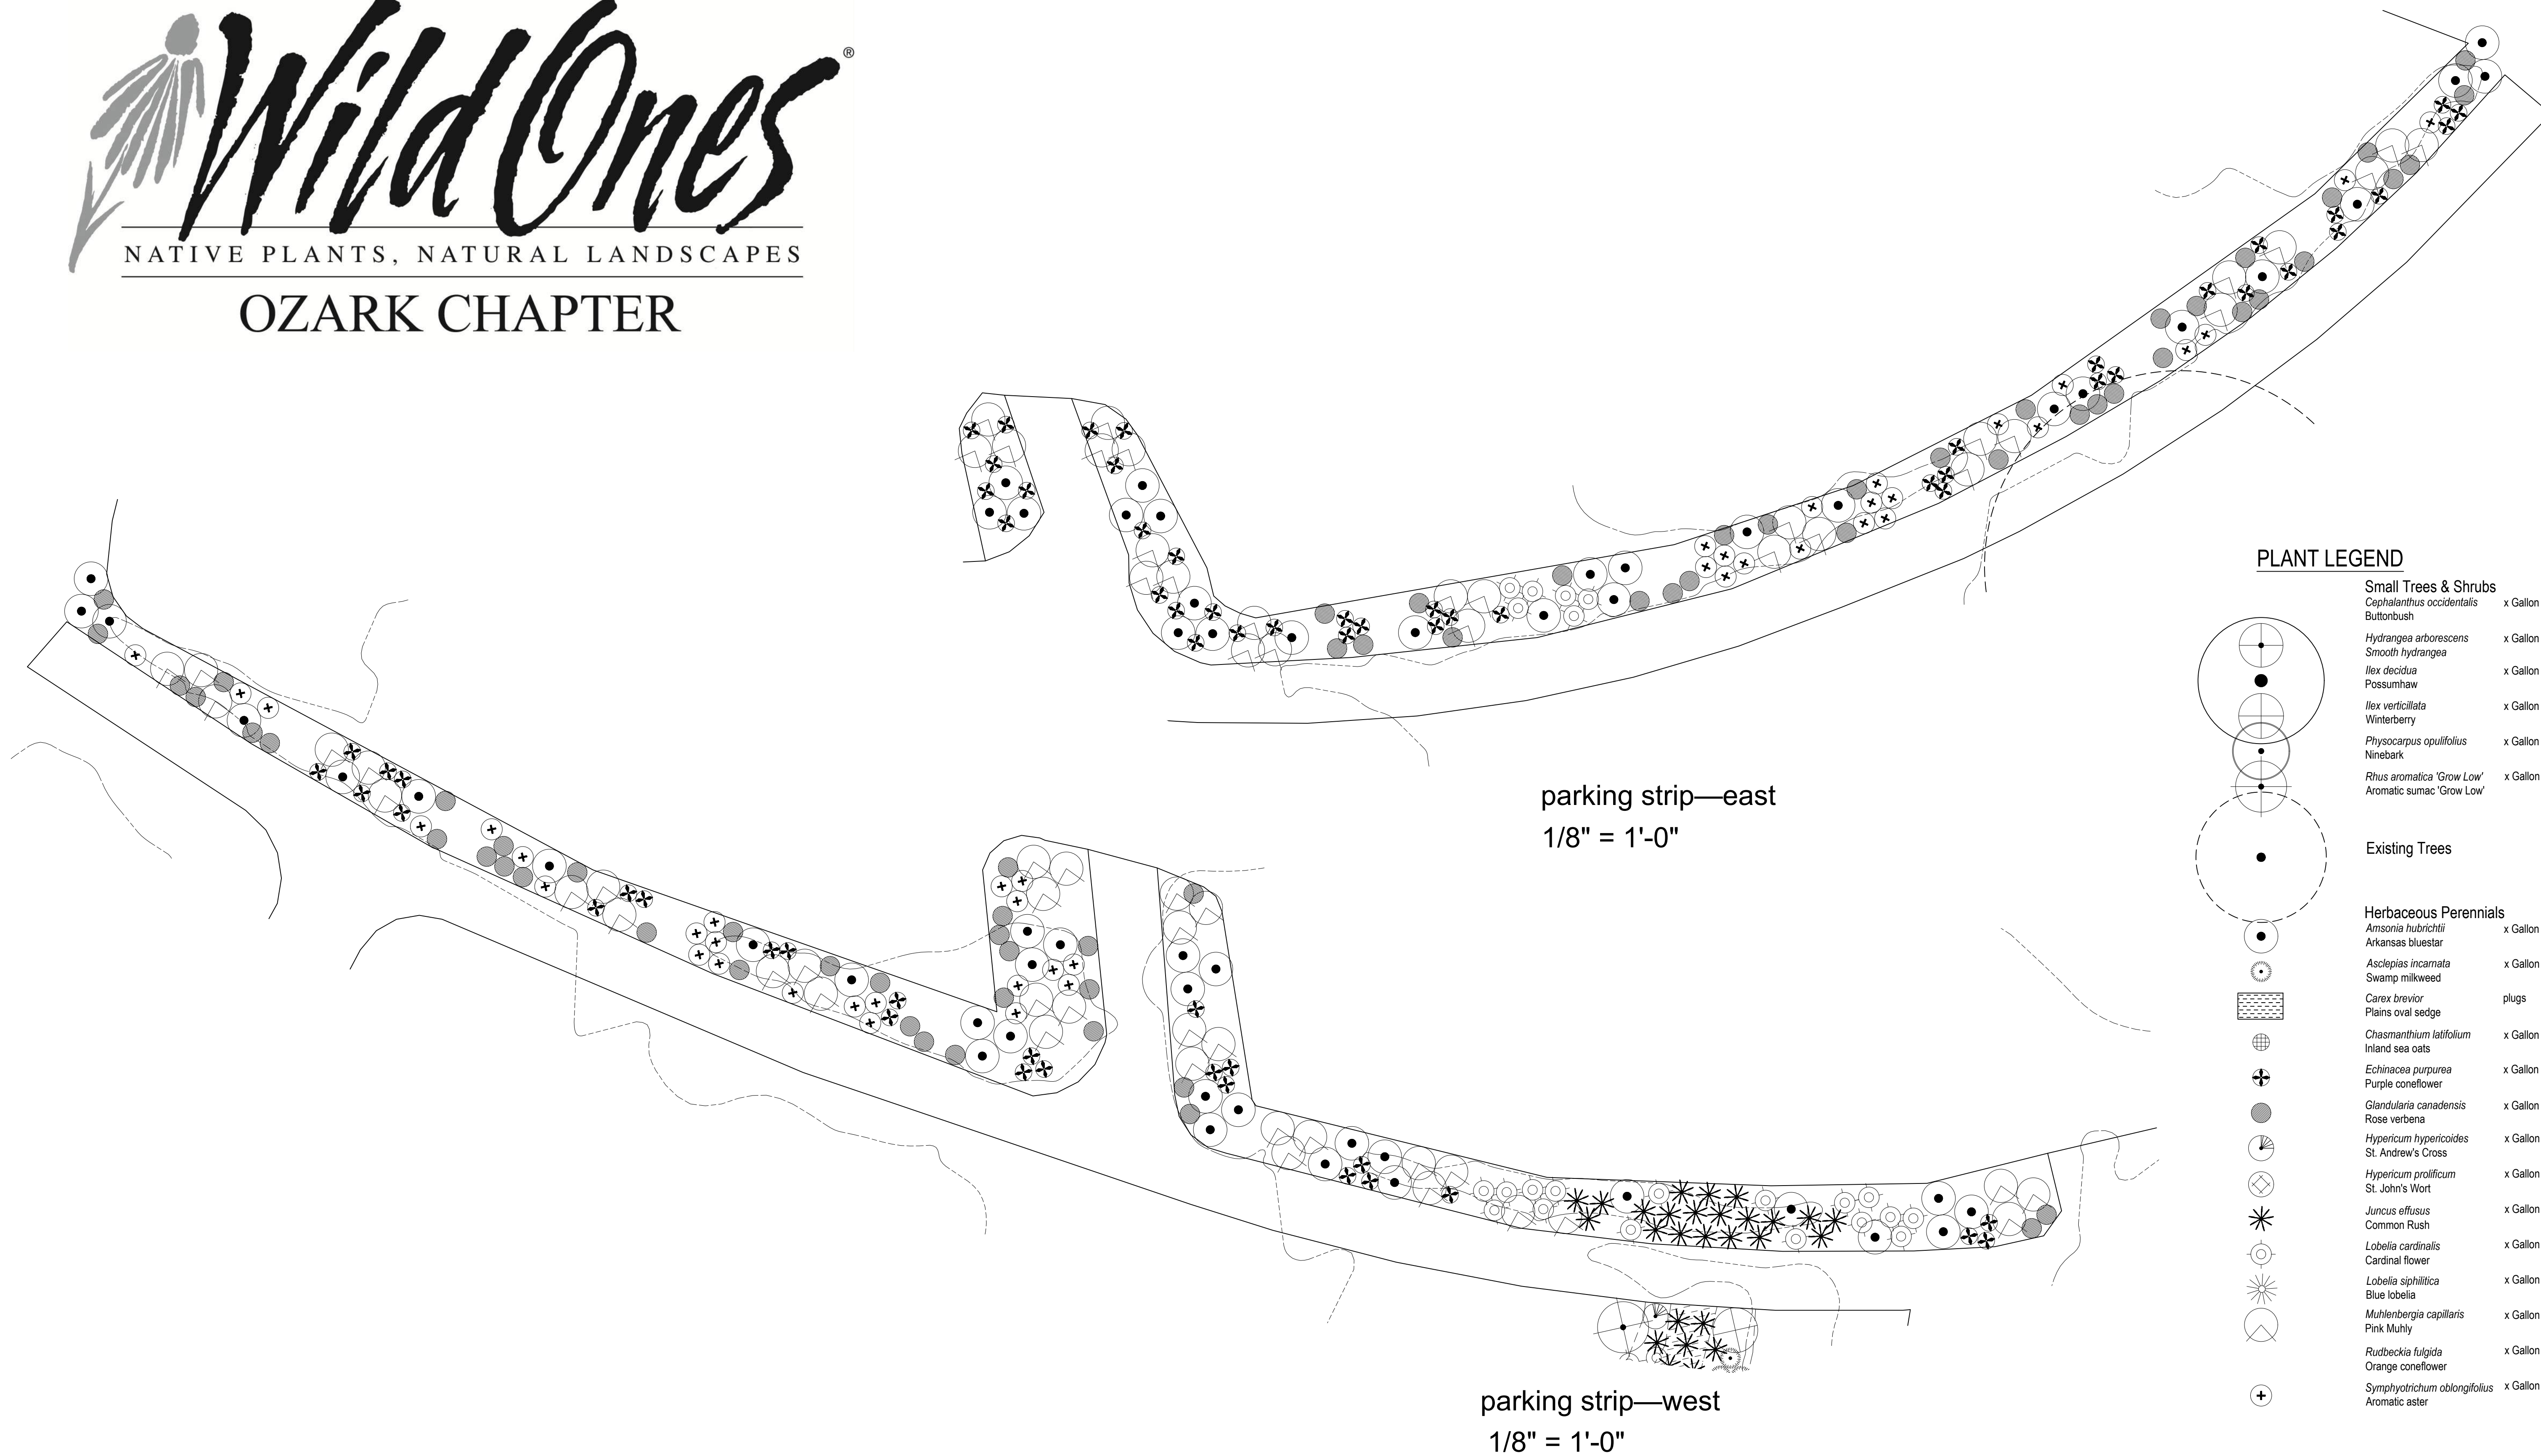 Wild Ones®
NATIVE PLANTS, NATURAL LANDSCAPES
OZARK CHAPTER
parking strip—east
1/8" = 1'-0"
parking strip—west
1/8" = 1'-0"
PLANT LEGEND
Small Trees & Shrubs
Cephalanthus occidentalis x Gallon
Buttonbush
Hydrangea arborescens x Gallon
Smooth hydrangea
Ilex decidua x Gallon
Possumhaw
Ilex verticillata x Gallon
Winterberry
Physocarpus opulifolius x Gallon
Ninebark
Rhus aromatica 'Grow Low' x Gallon
Aromatic sumac 'Grow Low'
Existing Trees
Herbaceous Perennials
Amsonia hubrichtii x Gallon
Arkansas bluestar
Asclepias incarnata x Gallon
Swamp milkweed
Carex brevior plugs
Plains oval sedge
Chasmanthium latifolium x Gallon
Inland sea oats
Echinacea purpurea x Gallon
Purple coneflower
Glandularia canadensis x Gallon
Rose verbena
Hypericum hypericoides x Gallon
St. Andrew's Cross
Hypericum prolificum x Gallon
St. John's Wort
Juncus effusus x Gallon
Common Rush
Lobelia cardinalis x Gallon
Cardinal flower
Lobelia siphilitica x Gallon
Blue lobelia
Muhlenbergia capillaris x Gallon
Pink Muhly
Rudbeckia fulgida x Gallon
Orange coneflower
Symphyotrichum oblongifolius x Gallon
Aromatic aster